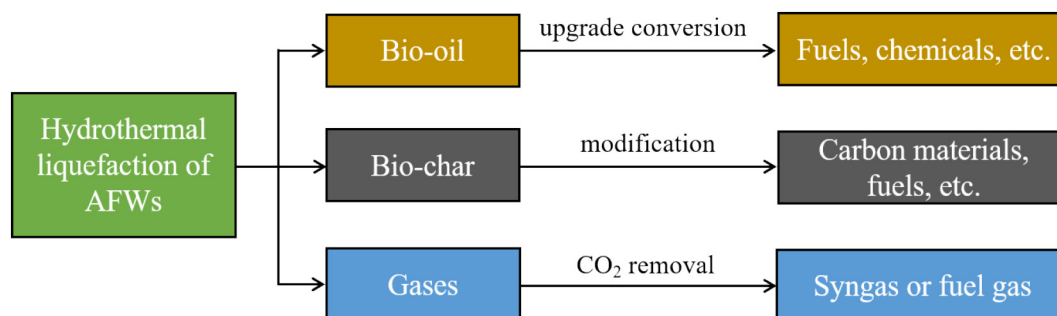 Hydrothermal
liquefaction of
AFWs
Bio-oil
upgrade conversion
Fuels, chemicals, etc.
Bio-char
modification
Carbon materials,
fuels, etc.
Gases
CO₂ removal
Syngas or fuel gas